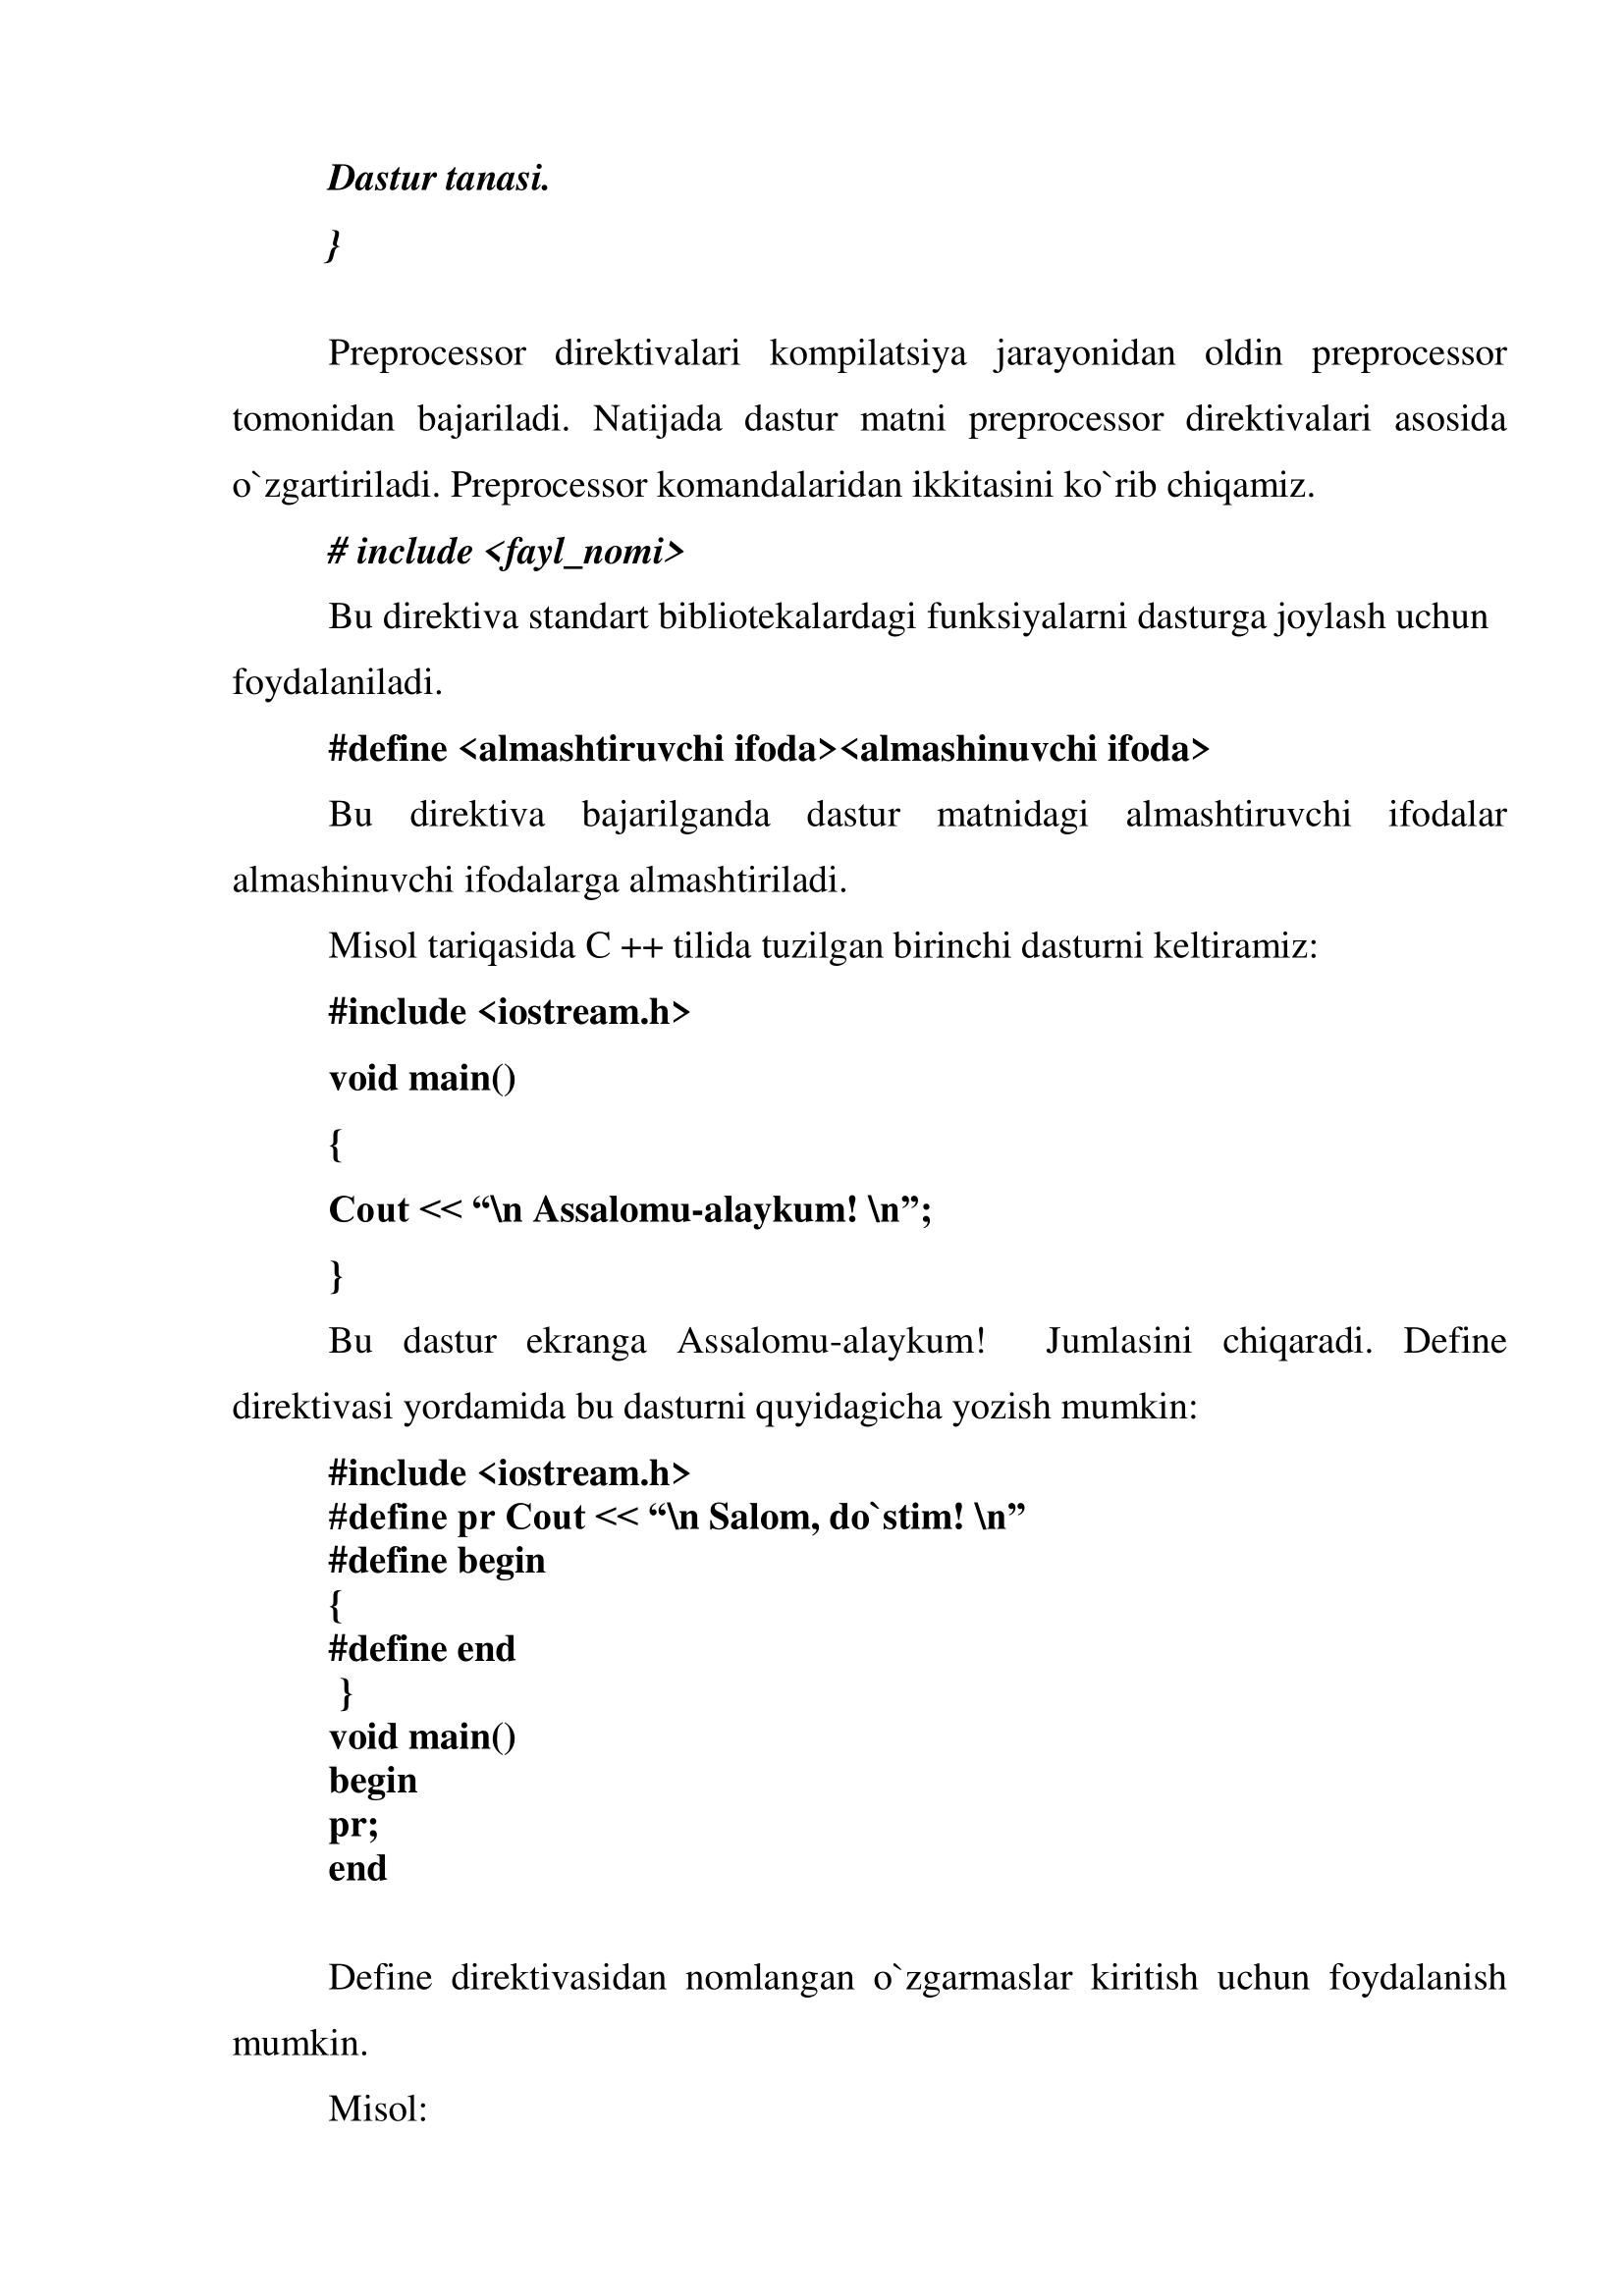 Dastur tanasi.
}
Preprocessor direktivalari kompilatsiya jarayonidan oldin preprocessor
tomonidan bajariladi. Natijada dastur matni preprocessor direktivalari asosida
o`zgartiriladi. Preprocessor komandalaridan ikkitasini ko`rib chiqamiz.
# include <fayl_nomi>
Bu direktiva standart bibliotekalardagi funksiyalarni dasturga joylash uchun
foydalaniladi.
#define <almashtiruvchi ifoda><almashinuvchi ifoda>
Bu direktiva bajarilganda dastur matnidagi almashtiruvchi ifodalar
almashinuvchi ifodalarga almashtiriladi.
Misol tariqasida C ++ tilida tuzilgan birinchi dasturni keltiramiz:
#include <iostream.h>
void main()
{
Cout << “\n Assalomu-alaykum! \n”;
}
Bu dastur ekranga Assalomu-alaykum! Jumlasini chiqaradi. Define
direktivasi yordamida bu dasturni quyidagicha yozish mumkin:
#include <iostream.h>
#define pr Cout << “\n Salom, do`stim! \n”
#define begin
{
#define end
}
void main()
begin
pr;
end
Define direktivasidan nomlangan o`zgarmaslar kiritish uchun foydalanish
mumkin.
Misol: